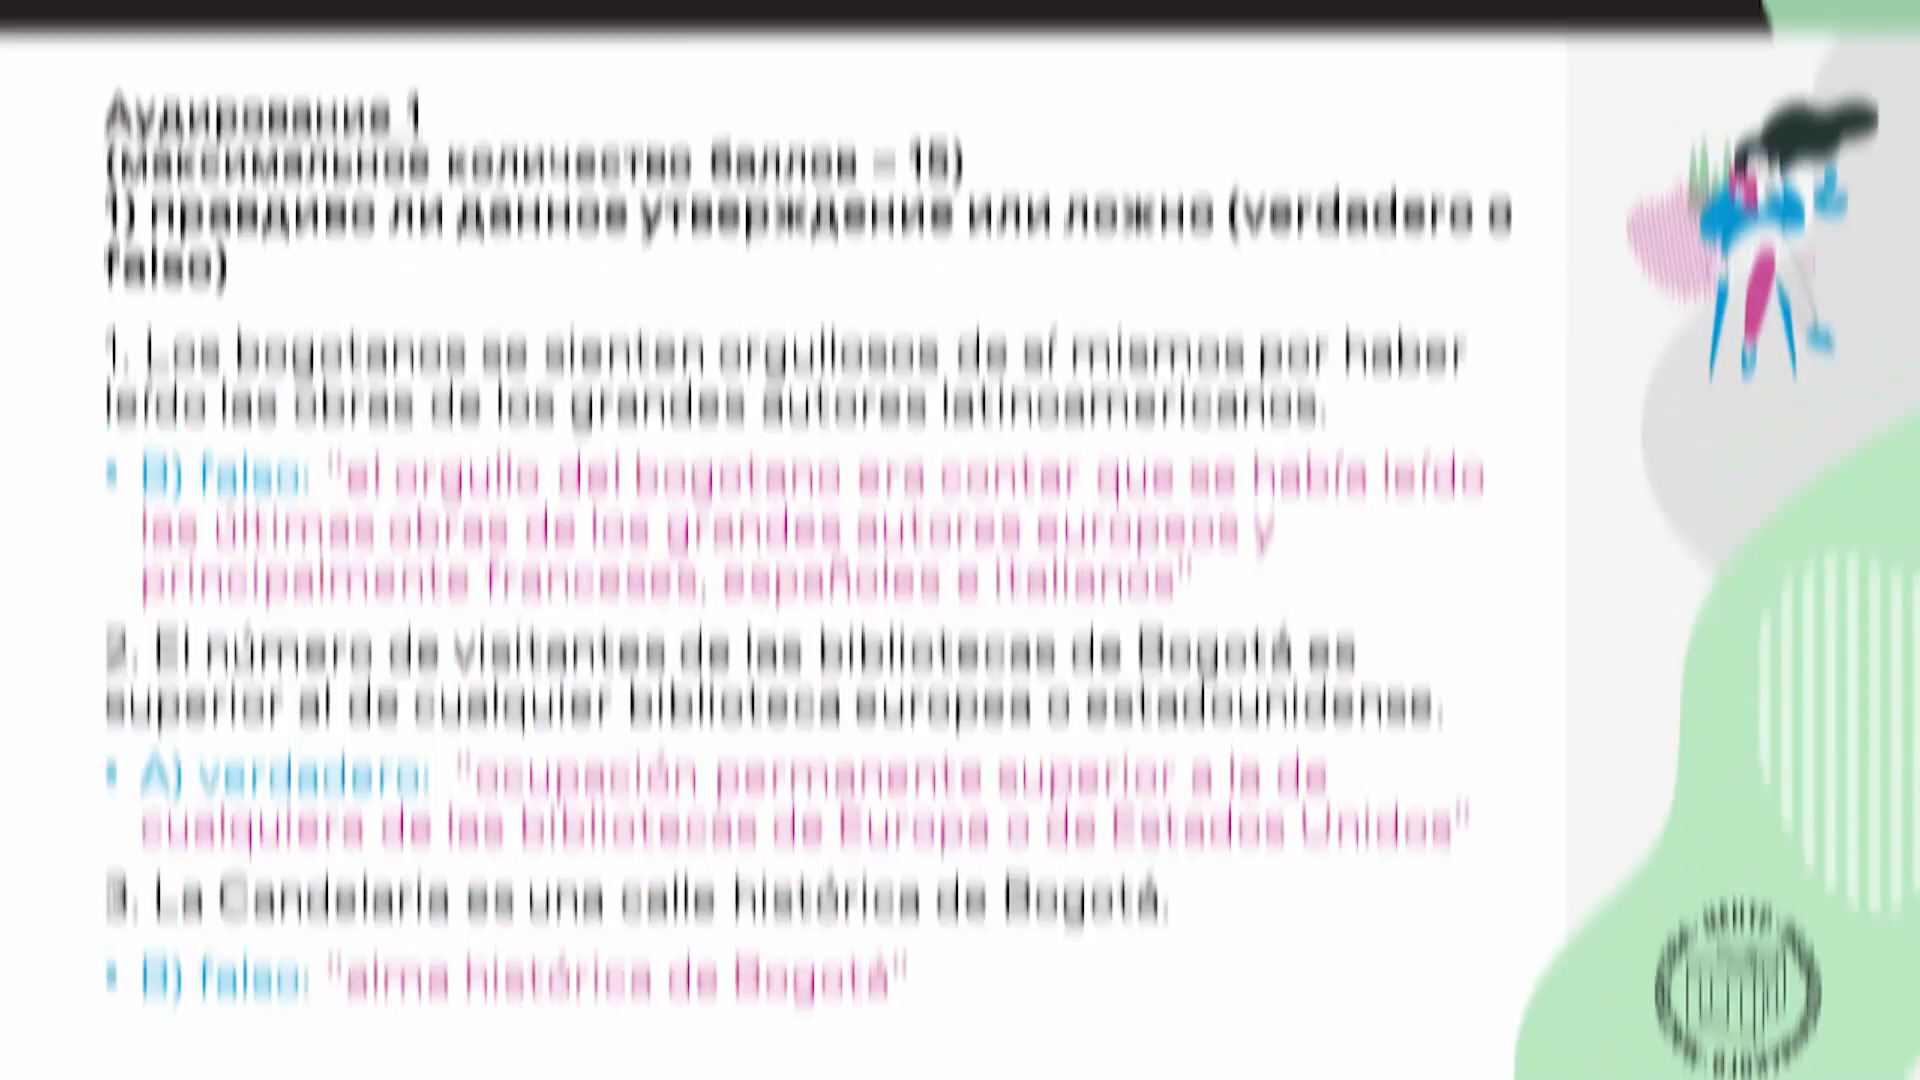 Аудирование 1
(максимальное количество баллов – 15)
1) правдиво ли данное утверждение или ложно (verdadero o
falso)
1. Los bogotanos se sienten orgullosos de sí mismos por haber
leído las obras de los grandes autores latinoamericanos.
• B) falso: "el orgullo del bogotano era contar que se había leído
las últimas obras de los grandes autores europeos y
principalmente franceses, españoles e italianos"
2. El número de visitantes de las bibliotecas de Bogotá es
superior al de cualquier biblioteca europea o estadounidense.
• A) verdadero: "ocupación permanente superior a la de
cualquiera de las bibliotecas de Europa o de Estados Unidos"
3. La Candelaria es una calle histórica de Bogotá.
• B) falso: "alma histórica de Bogotá"